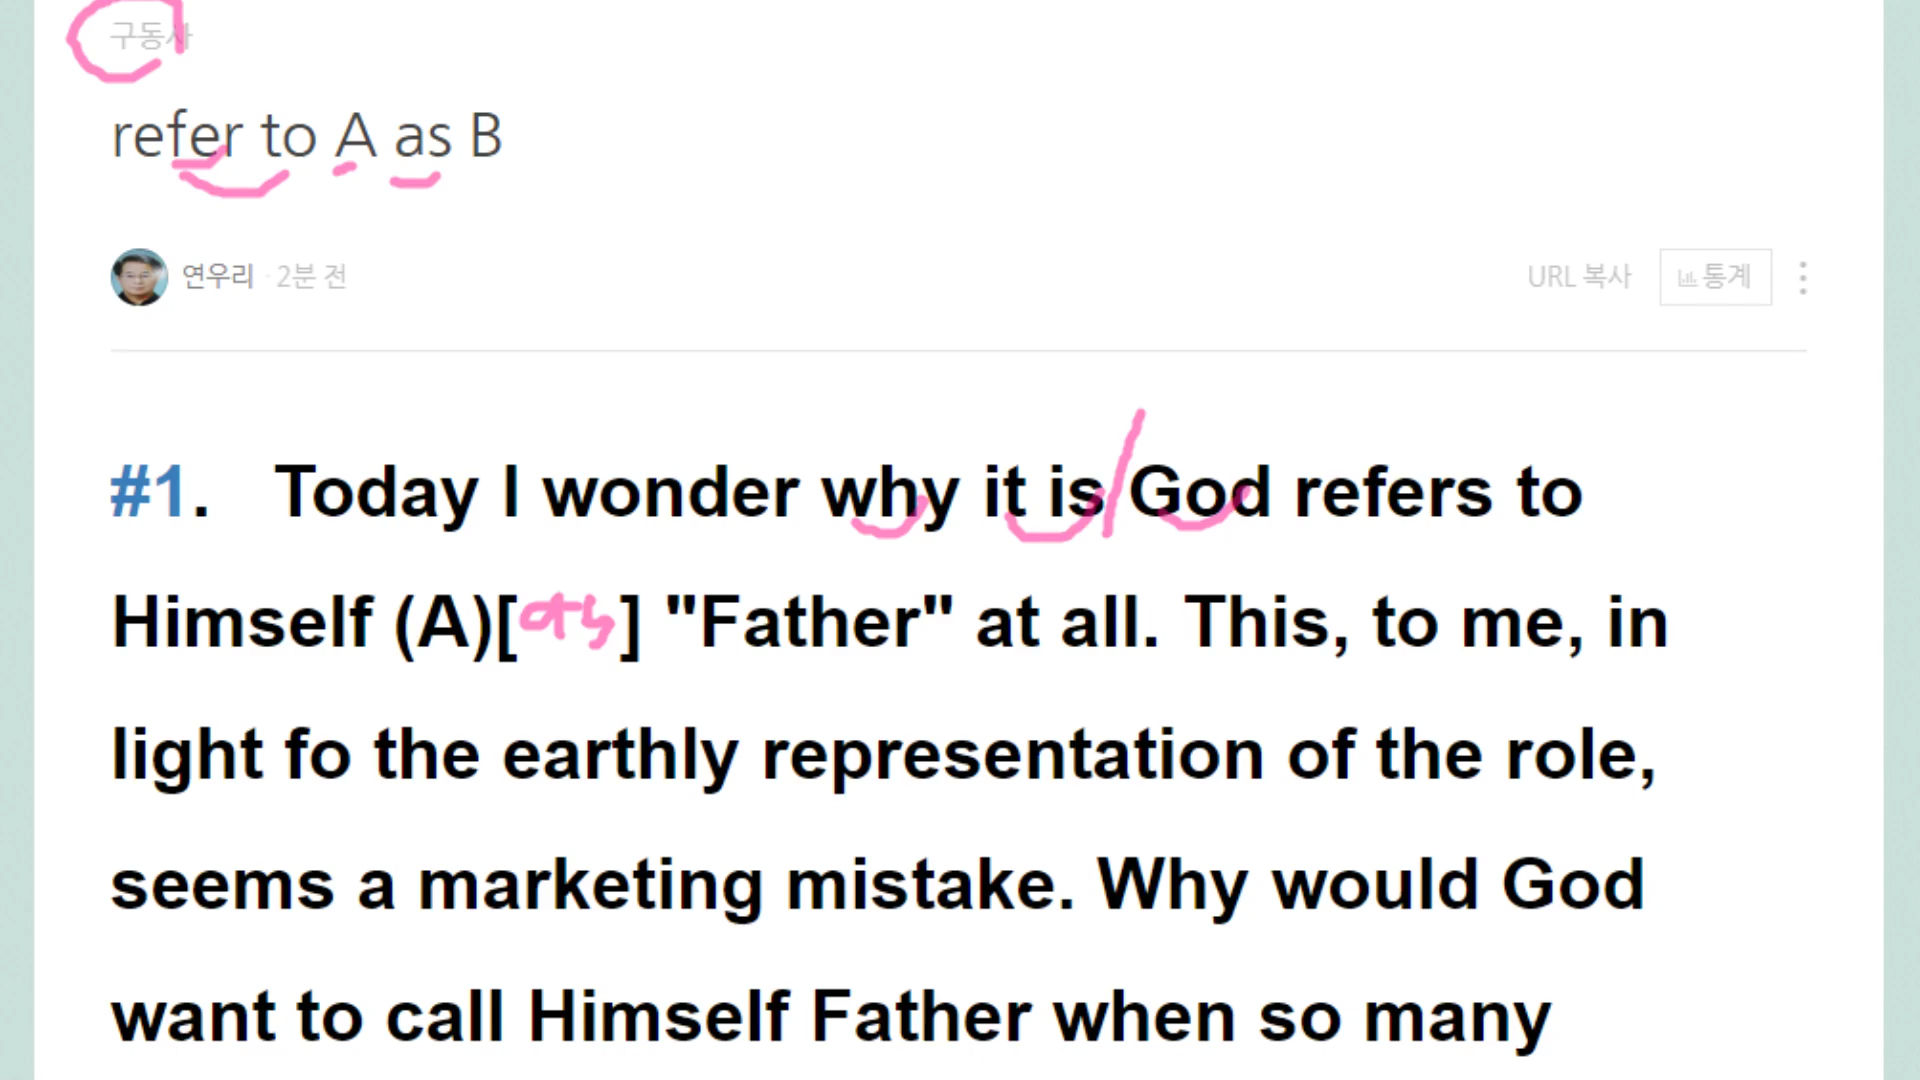 구동사
refer to A as B
연우리 · 2분 전
URL 복사 통계
#1. Today I wonder why it is God refers to
Himself (A)[as] "Father" at all. This, to me, in
light fo the earthly representation of the role,
seems a marketing mistake. Why would God
want to call Himself Father when so many